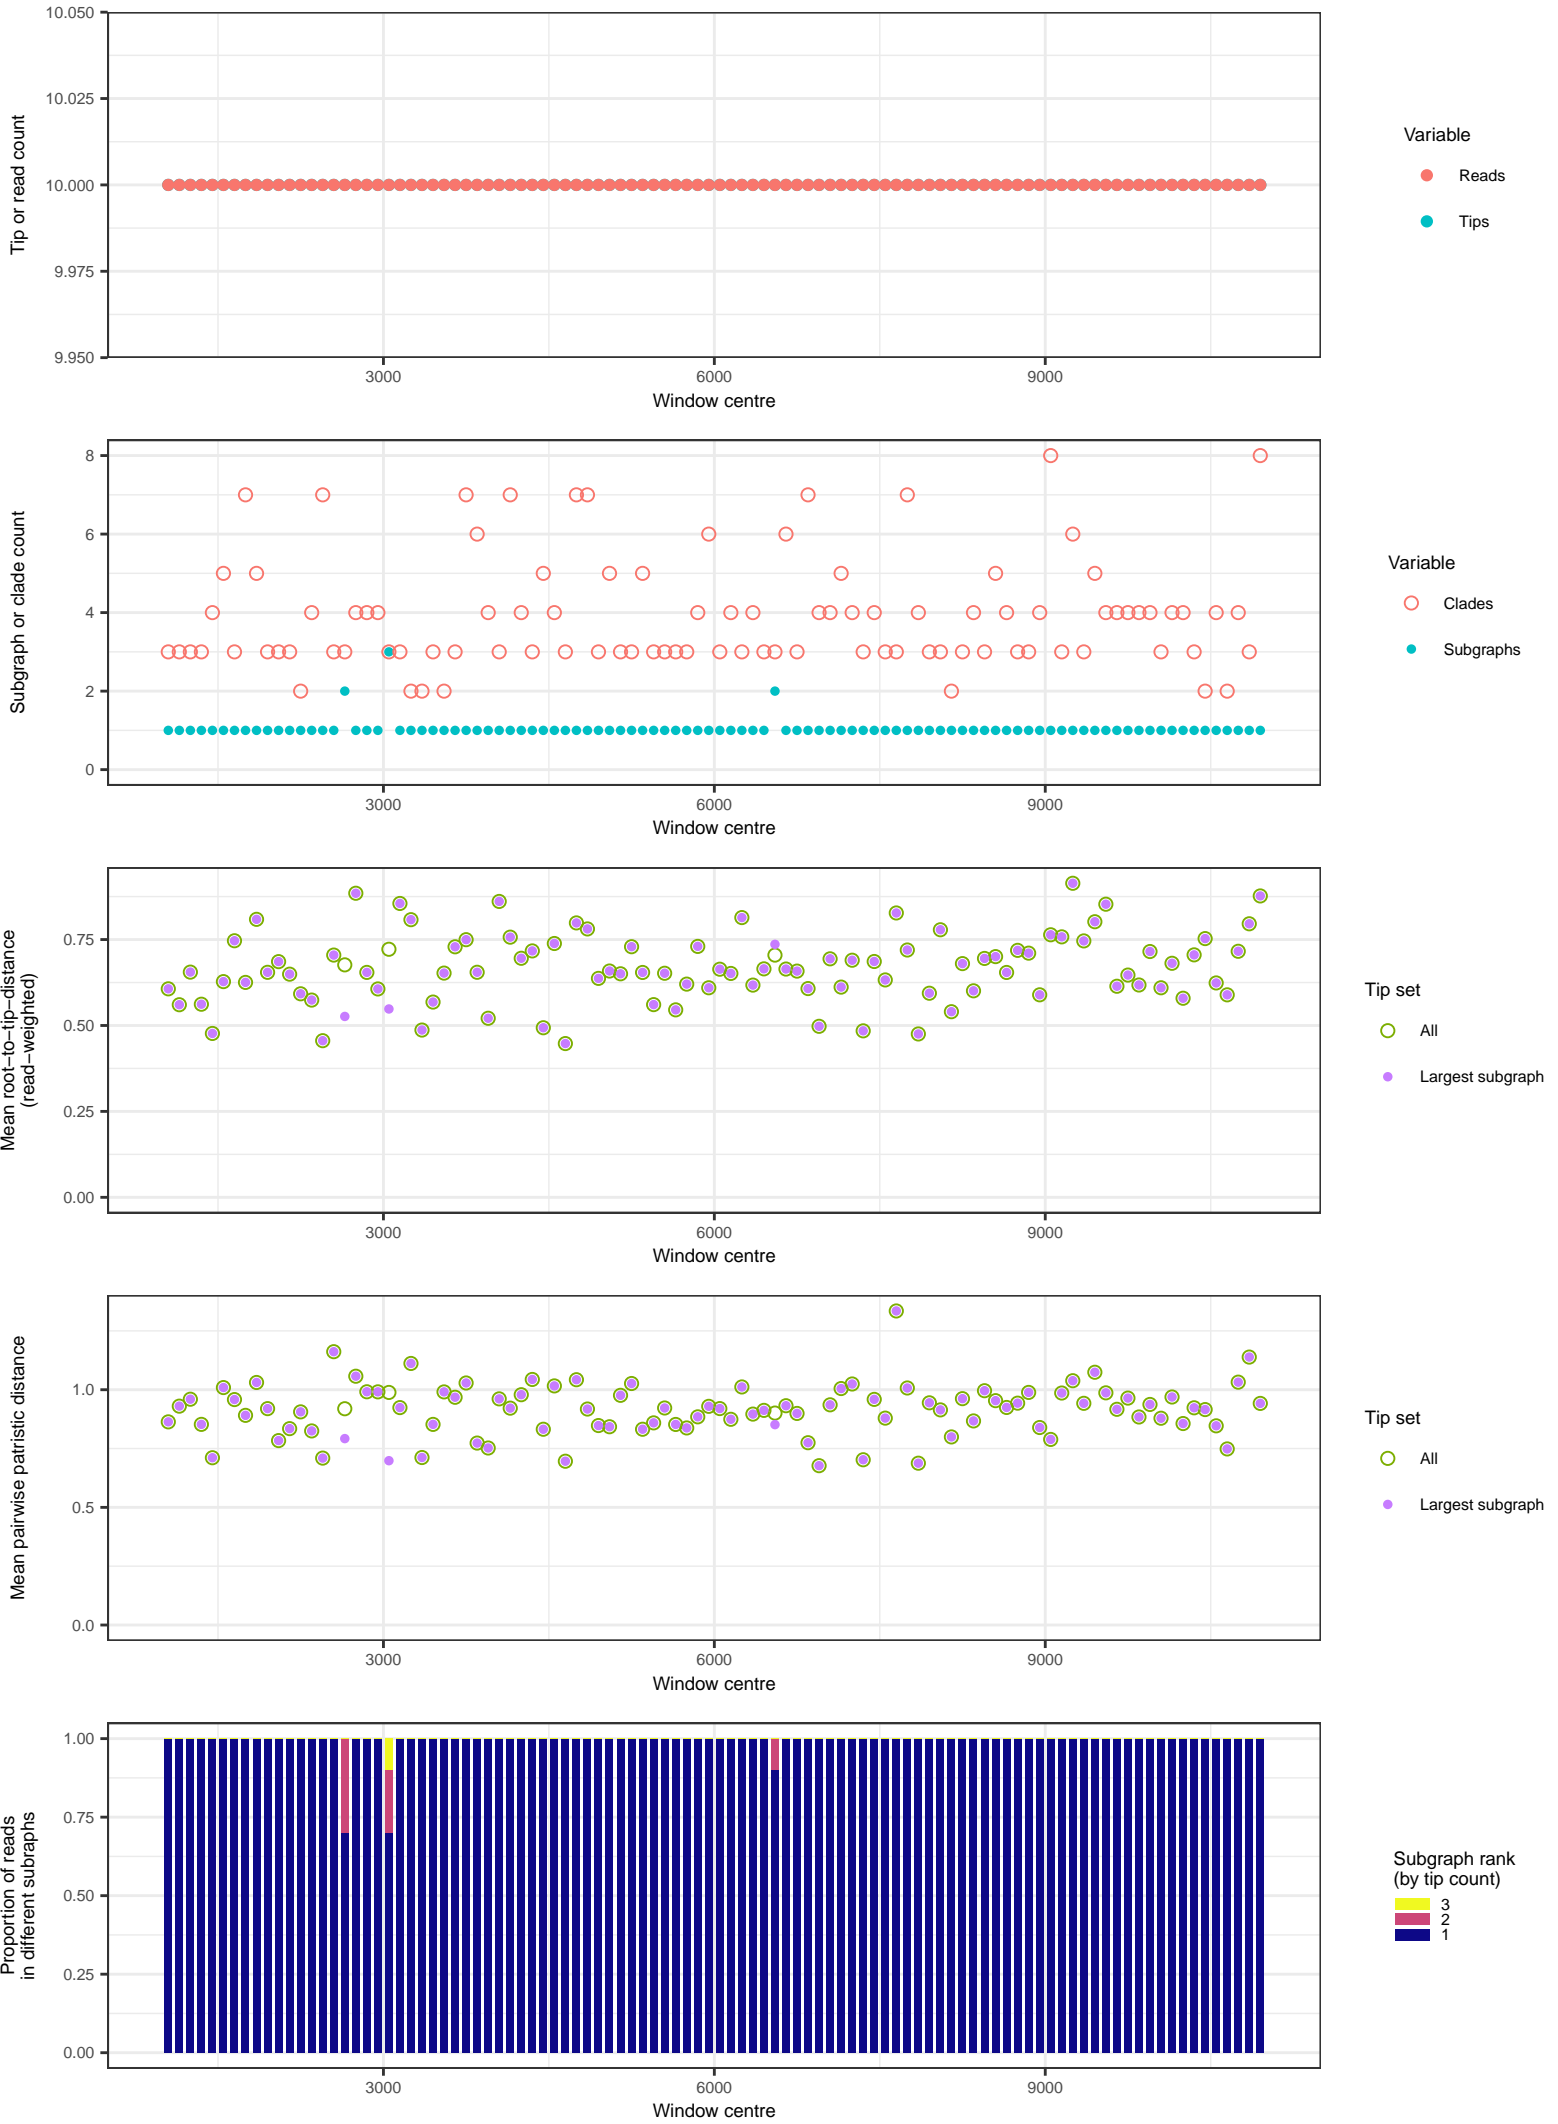 10.050
10.025
10.000
9.975
9.950
Tip or read count
3000 6000 9000
Window centre
Variable
Reads
Tips
8
6
4
2
0
Subgraph or clade count
3000 6000 9000
Window centre
Variable
Clades
Subgraphs
0.75
0.50
0.25
0.00
Mean root−to−tip−distance
(read−weighted)
3000 6000 9000
Window centre
Tip set
All
Largest subgraph
1.0
0.5
0.0
Mean pairwise patristic distance
3000 6000 9000
Window centre
Tip set
All
Largest subgraph
1.00
0.75
0.50
0.25
0.00
Proportion of reads
in different subraphs
3000 6000 9000
Window centre
Subgraph rank
(by tip count)
3
2
1